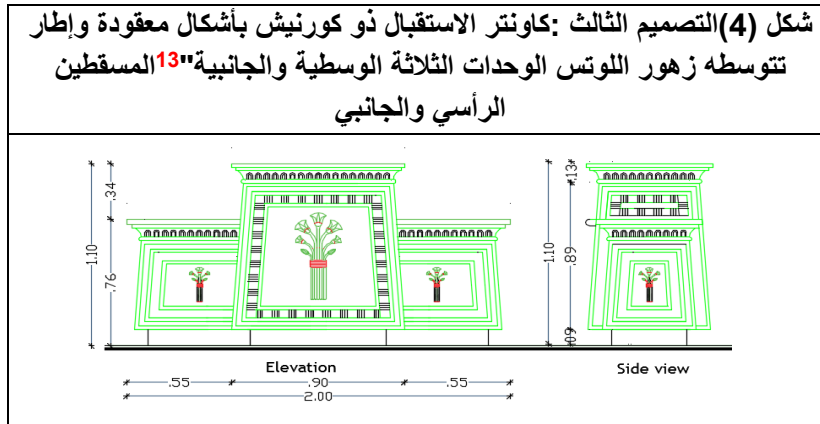 شكل (4)التصميم الثالث :كاونتر الاستقبال ذو كورنيش بأشكال معقودة وإطار
تتوسطه زهور اللوتس الوحدات الثلاثة الوسطية والجانبية"13المسقطين
الرأسي والجانبي
.34
.76
1.10
.13
.89
.09
1.10
Elevation
Side view
.55
.90
.55
2.00